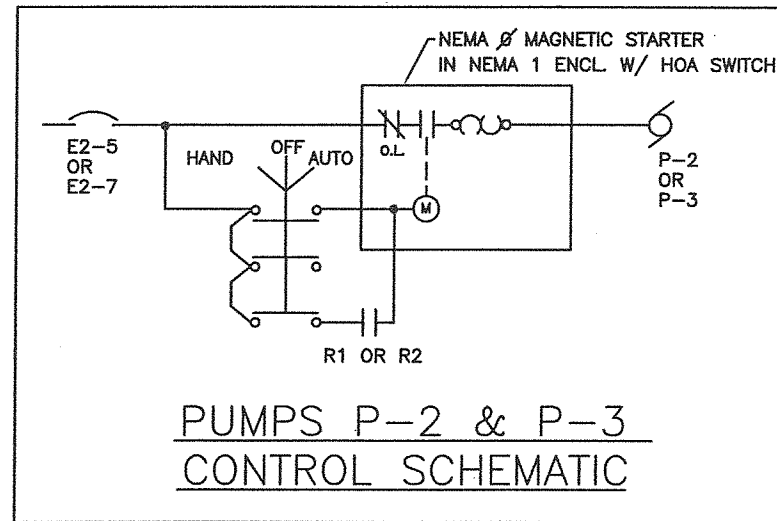 NEMA Ø MAGNETIC STARTER
IN NEMA 1 ENCL. W/ HOA SWITCH
E2-5
OR
E2-7
HAND
OFF
AUTO
O.L.
M
P-2
OR
P-3
R1 OR R2
PUMPS P-2 & P-3
CONTROL SCHEMATIC